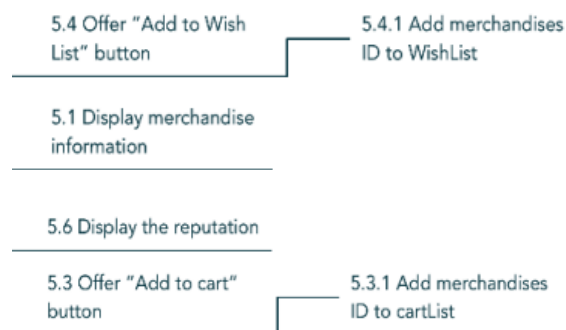 5.4 Offer "Add to Wish
List" button
5.4.1 Add merchandises
ID to WishList
5.1 Display merchandise
information
5.6 Display the reputation
5.3 Offer "Add to cart"
button
5.3.1 Add merchandises
ID to cartList